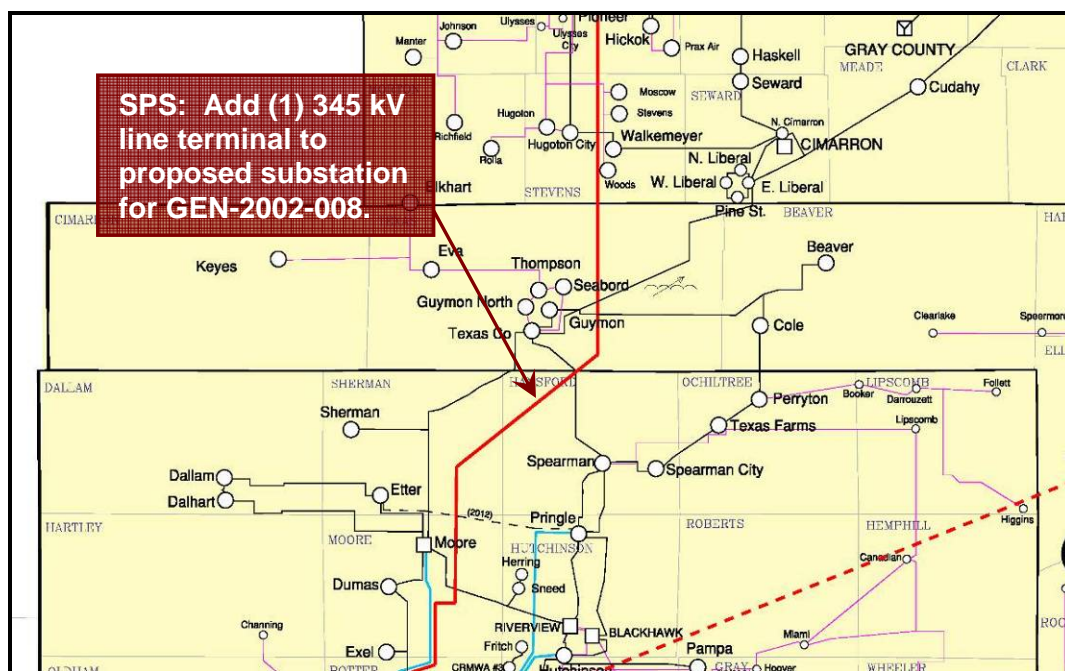 Ulysses
Pioneer
Johnson
Ulysses
City
Hickok
Prax Air
Manter
Haskell
GRAY COUNTY
MEADE
CLARK
Seward
Cudahy
SEWARD
SPS: Add (1) 345 kV
line terminal to
proposed substation
for GEN-2002-008.
Moscow
Stevens
Hugoton
Richfield
Hugoton City
Walkemeyer
N. Cimarron
CIMARRON
Rolla
N. Liberal
Woods
W. Liberal
E. Liberal
STEVENS
Elkhart
Pine St.
BEAVER
Keyes
Eva
Beaver
Thompson
Seabord
Guymon North
Guymon
Texas Co
Cole
Clearlake
DALLAM
SHERMAN
HANSFORD
OCHILTREE
LIPSCOMB
Follett
Booker
Darrouzett
Perryton
Sherman
Texas Farms
Lipscomb
Spearman
Spearman City
Dallam
Etter
Dalhart
(2012)
Pringle
Higgins
HARTLEY
MOORE
ROBERTS
HEMPHILL
Moore
HUTCHINSON
Herring
Canadian
Dumas
Sneed
Channing
RIVERVIEW
BLACKHAWK
Miami
Exel
Fritch
Pampa
OLDHAM
POTTER
CRMWA #3
Hutchinson
GRAY
Hoover
WHEELER